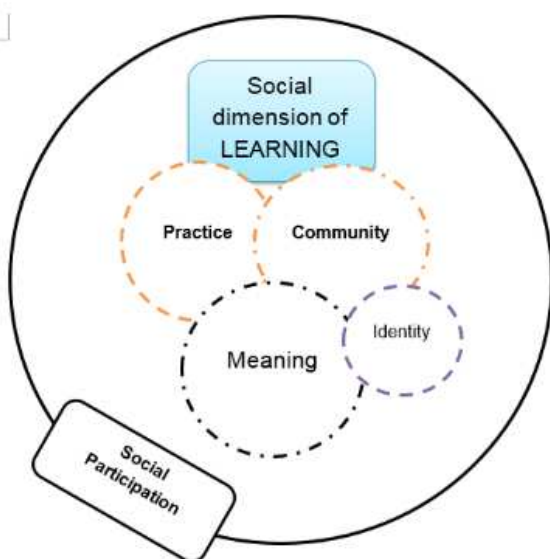 Social
dimension of
LEARNING
Practice
Community
Identity
Meaning
Social
Participation